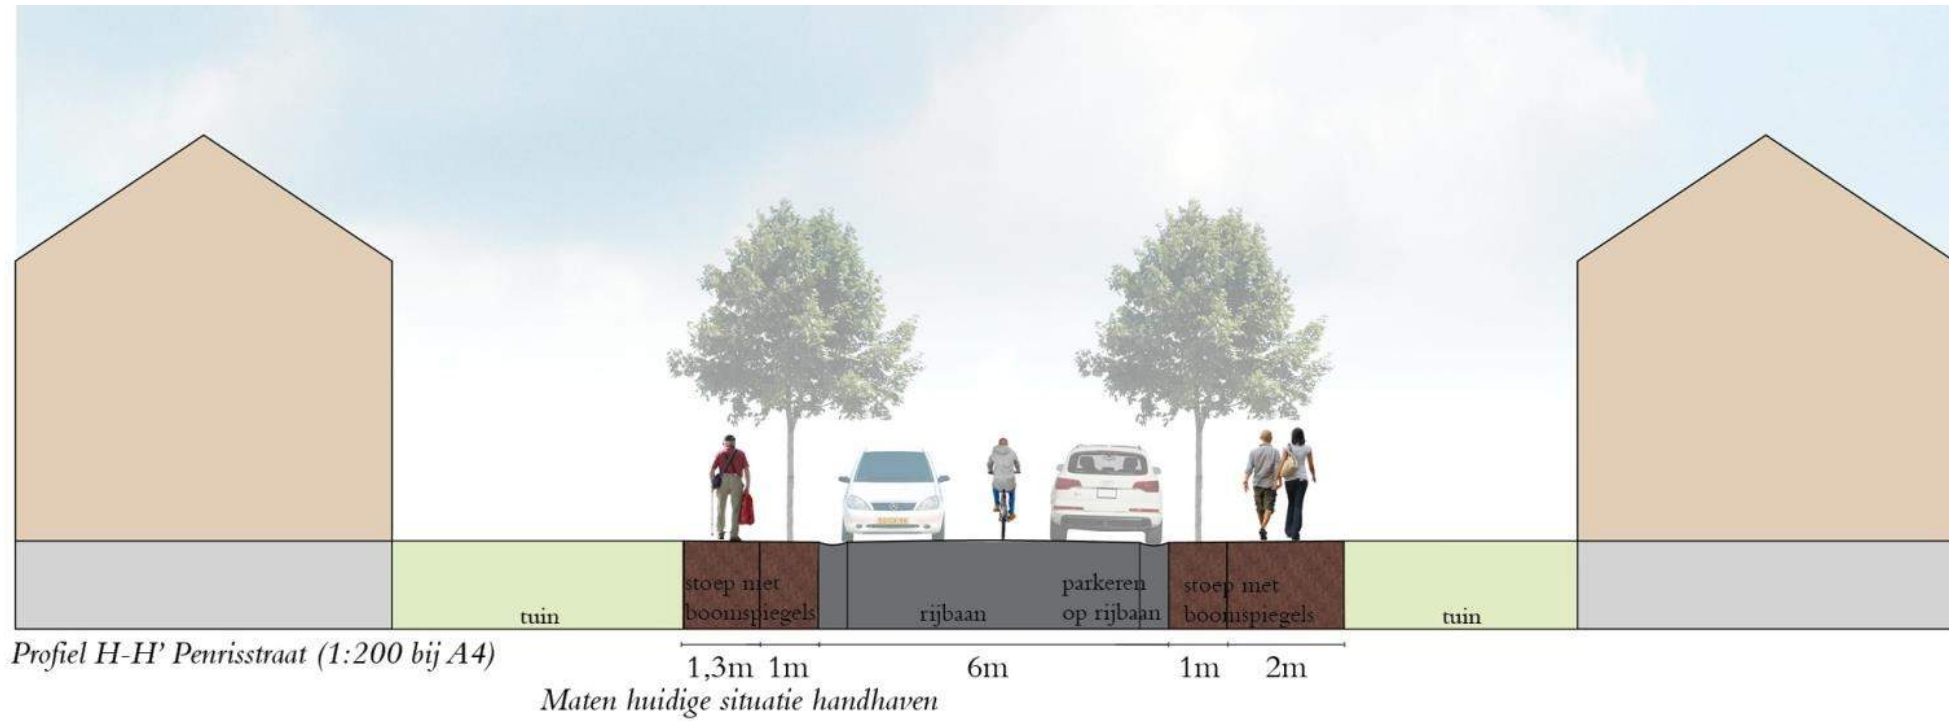 tuin
stoep met
boomspiegels
rijbaan
parkeren
op rijbaan
stoep met
boomspiegels
tuin
Profiel H-H’ Penrisstraat (1:200 bij A4)
1,3m 1m 6m 1m 2m
Maten huidige situatie handhaven